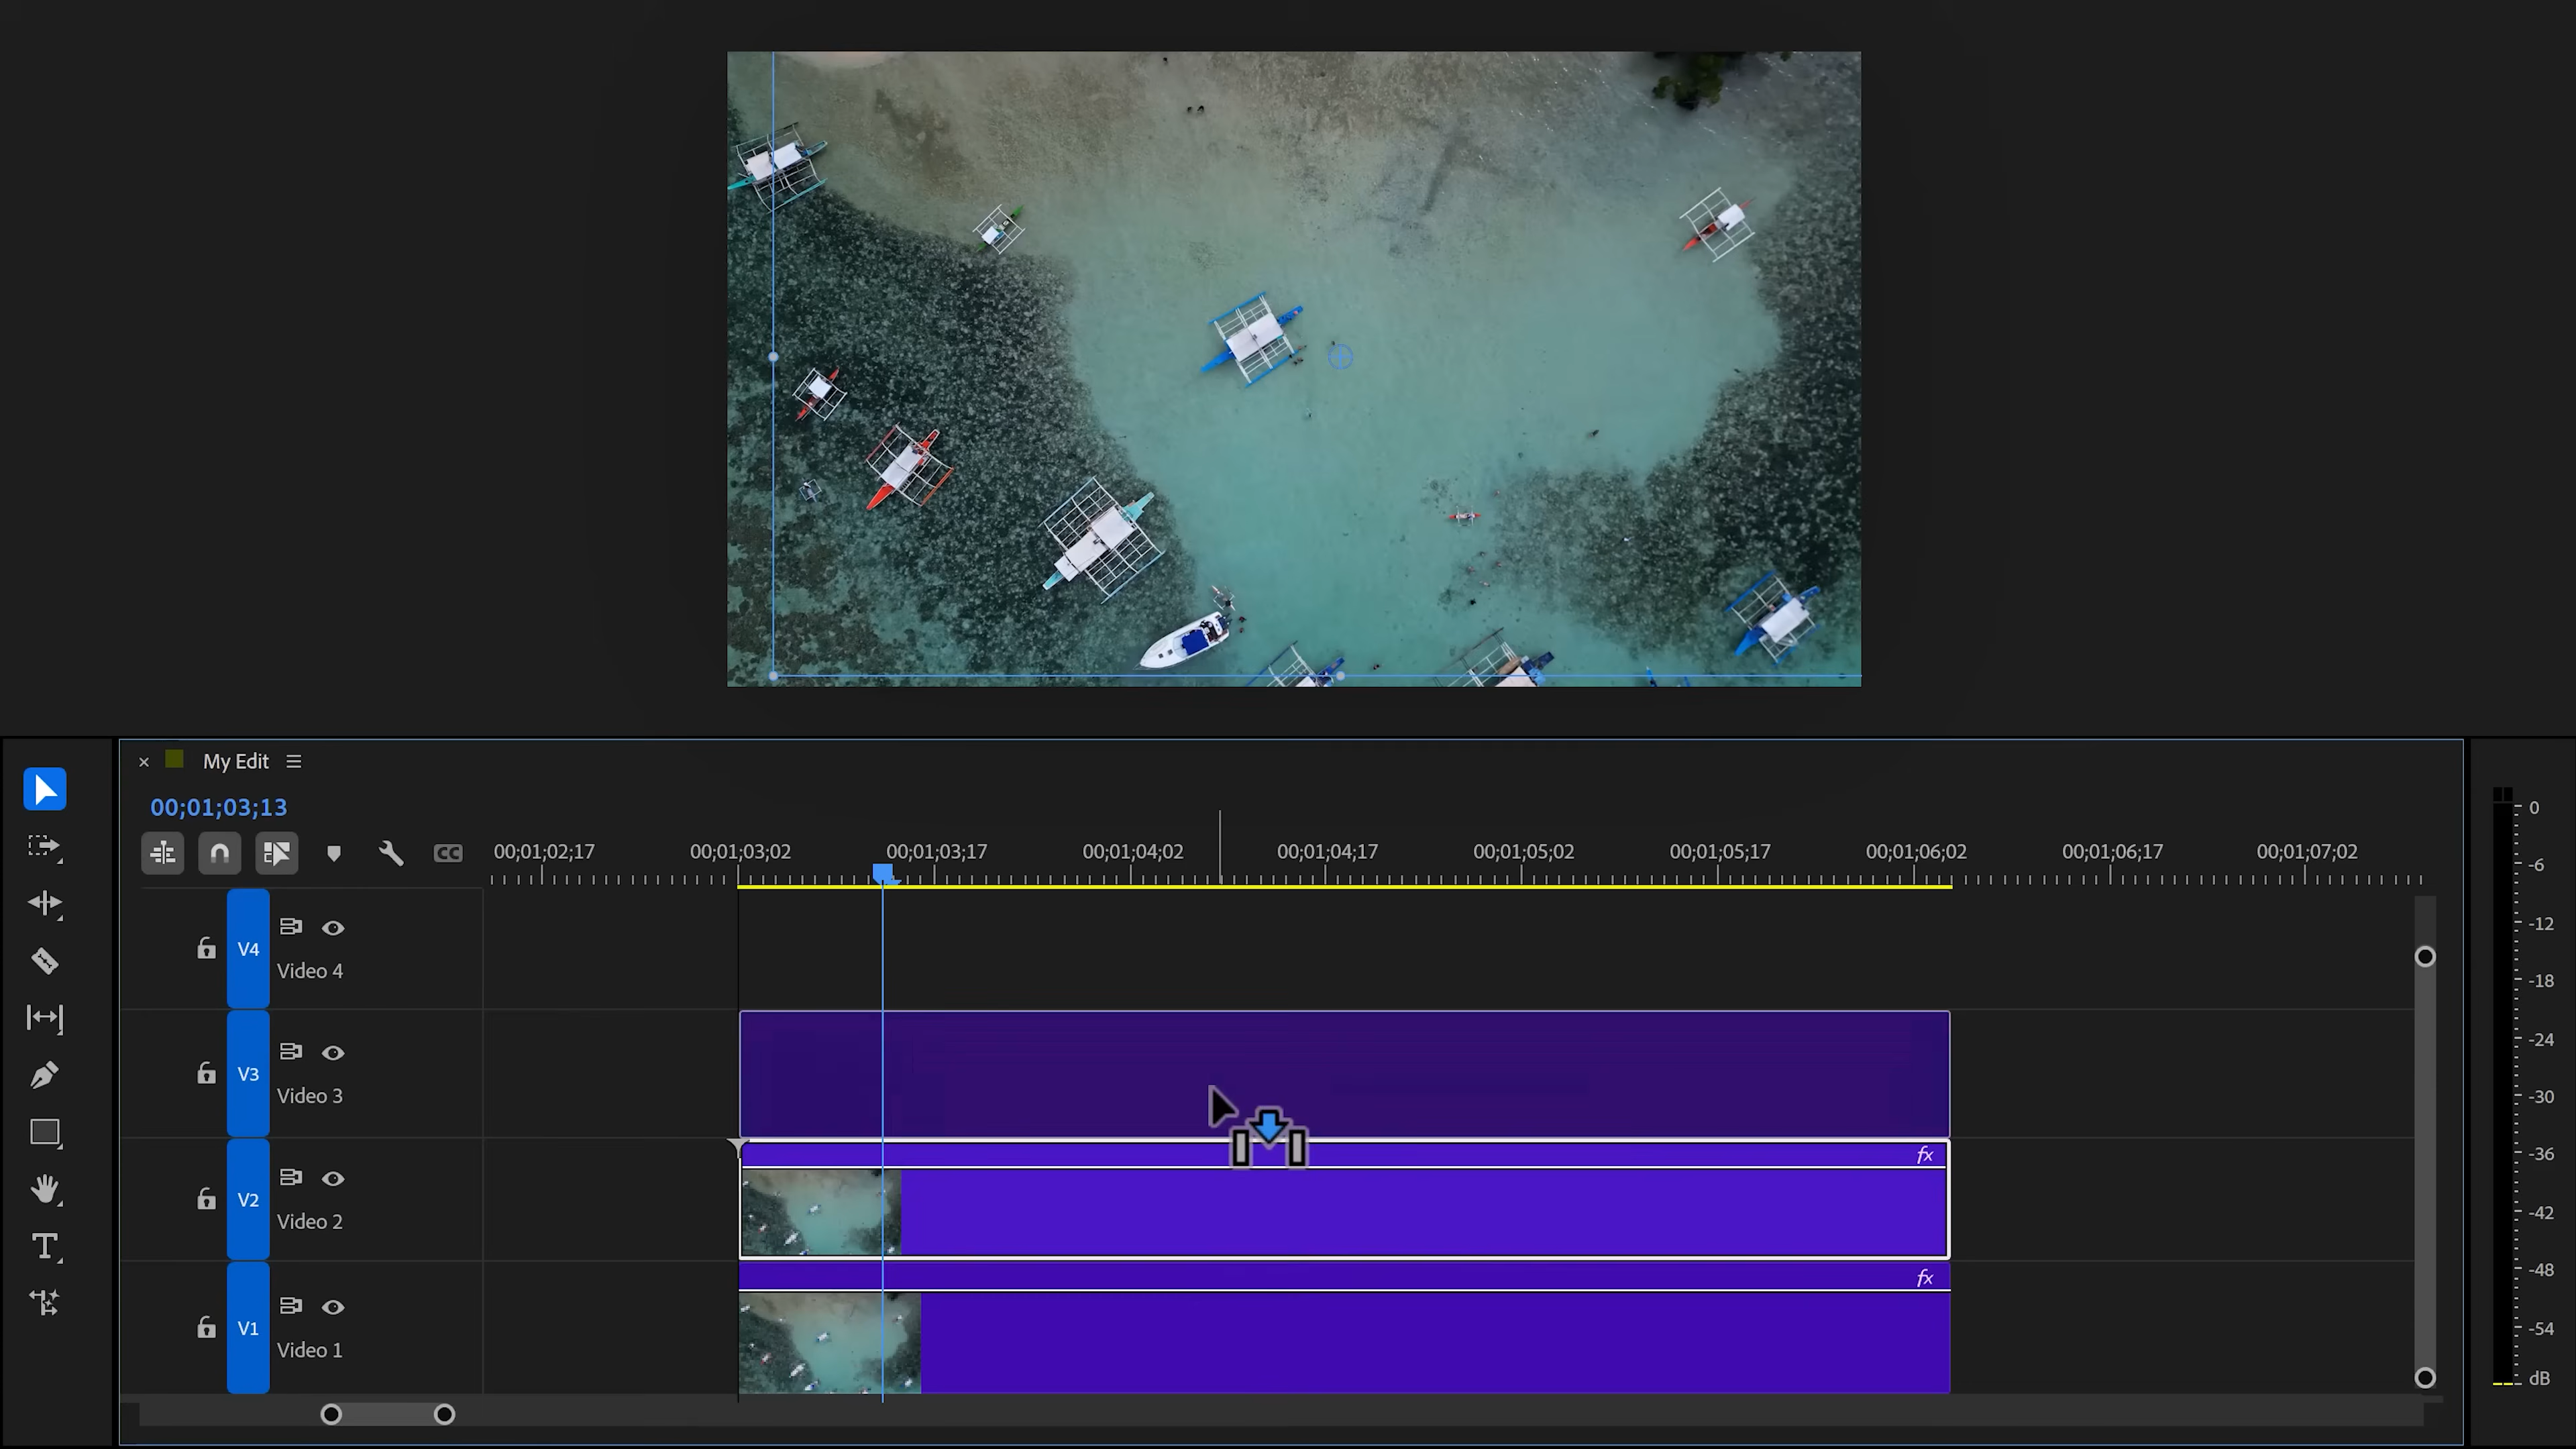 My Edit
00;01;03;13
CC
00;01;02;17 00;01;03;02 00;01;03;17 00;01;04;02 00;01;04;17 00;01;05;02 00;01;05;17 00;01;06;02 00;01;06;17 00;01;07;02
V4
Video 4
V3
Video 3
fx
V2
Video 2
fx
V1
Video 1
T
0
-6
-12
-18
-24
-30
-36
-42
-48
-54
dB